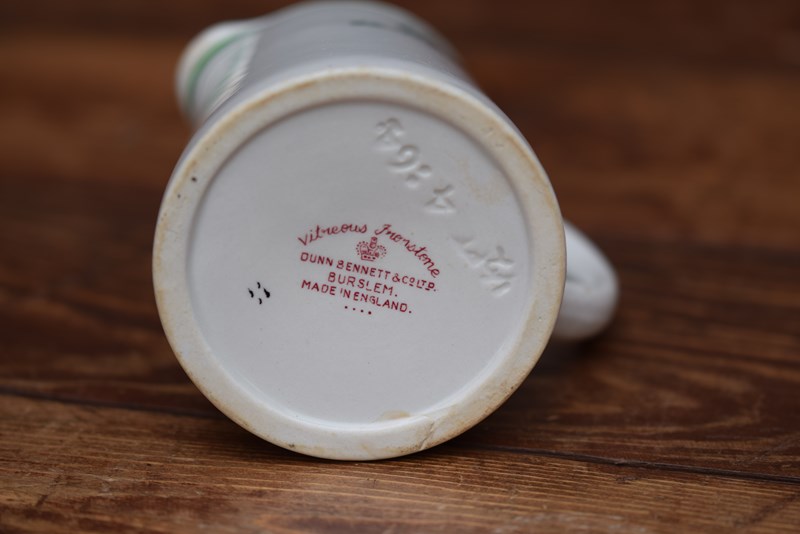 Vitreous Ironstone
DUNN BENNETT & CO LTD.
BURSLEM.
MADE IN ENGLAND.